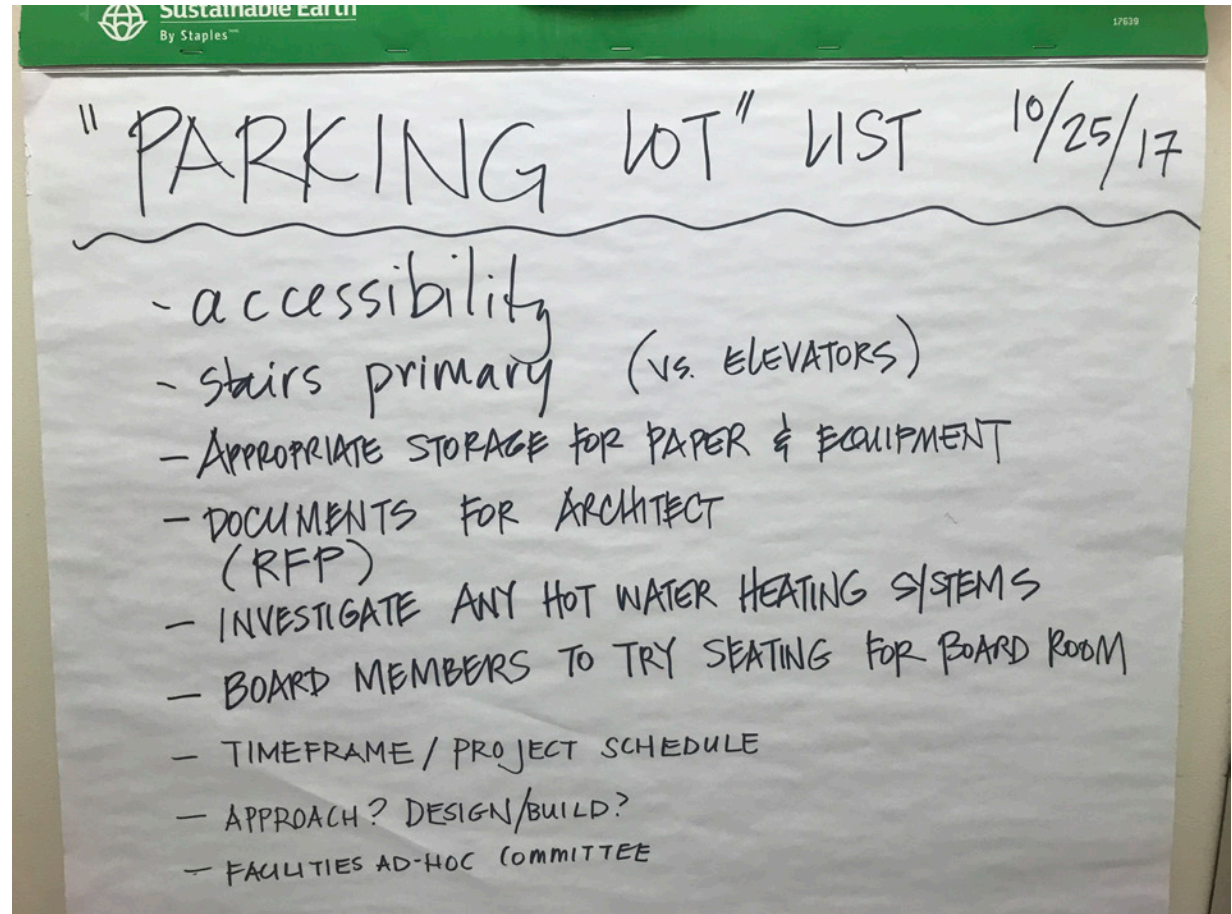 Sustainable Earth
By Staples™
17639
"PARKING LOT" LIST 10/25/17
- accessibility
- stairs primary (vs. ELEVATORS)
- APPROPRIATE STORAGE FOR PAPER & EQUIPMENT
- DOCUMENTS FOR ARCHITECT
(RFP)
- INVESTIGATE ANY HOT WATER HEATING SYSTEMS
- BOARD MEMBERS TO TRY SEATING FOR BOARD ROOM
- TIMEFRAME / PROJECT SCHEDULE
- APPROACH? DESIGN/BUILD?
- FACILITIES AD-HOC COMMITTEE